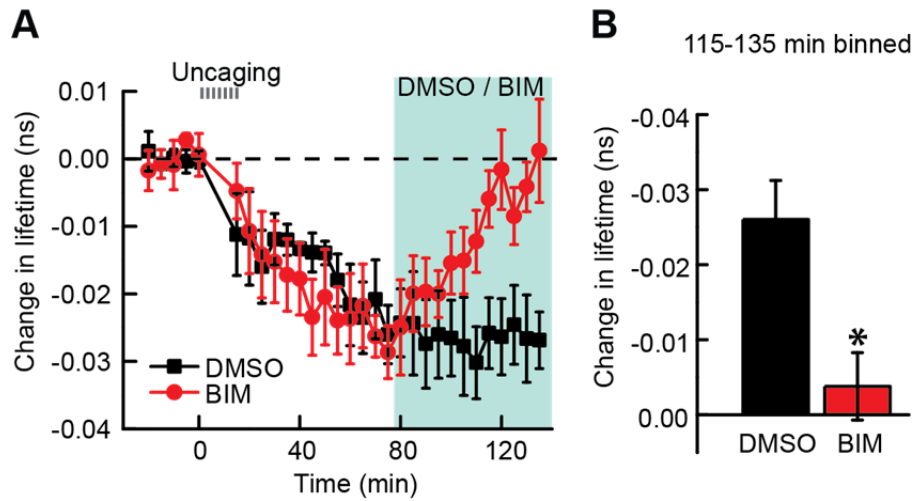 A
Uncaging
DMSO / BIM
0.01
0.00
-0.01
-0.02
-0.03
-0.04
Change in lifetime (ns)
DMSO
BIM
0
40
80
120
Time (min)
B
115-135 min binned
-0.04
-0.03
-0.02
-0.01
0.00
Change in lifetime (ns)
*
DMSO
BIM